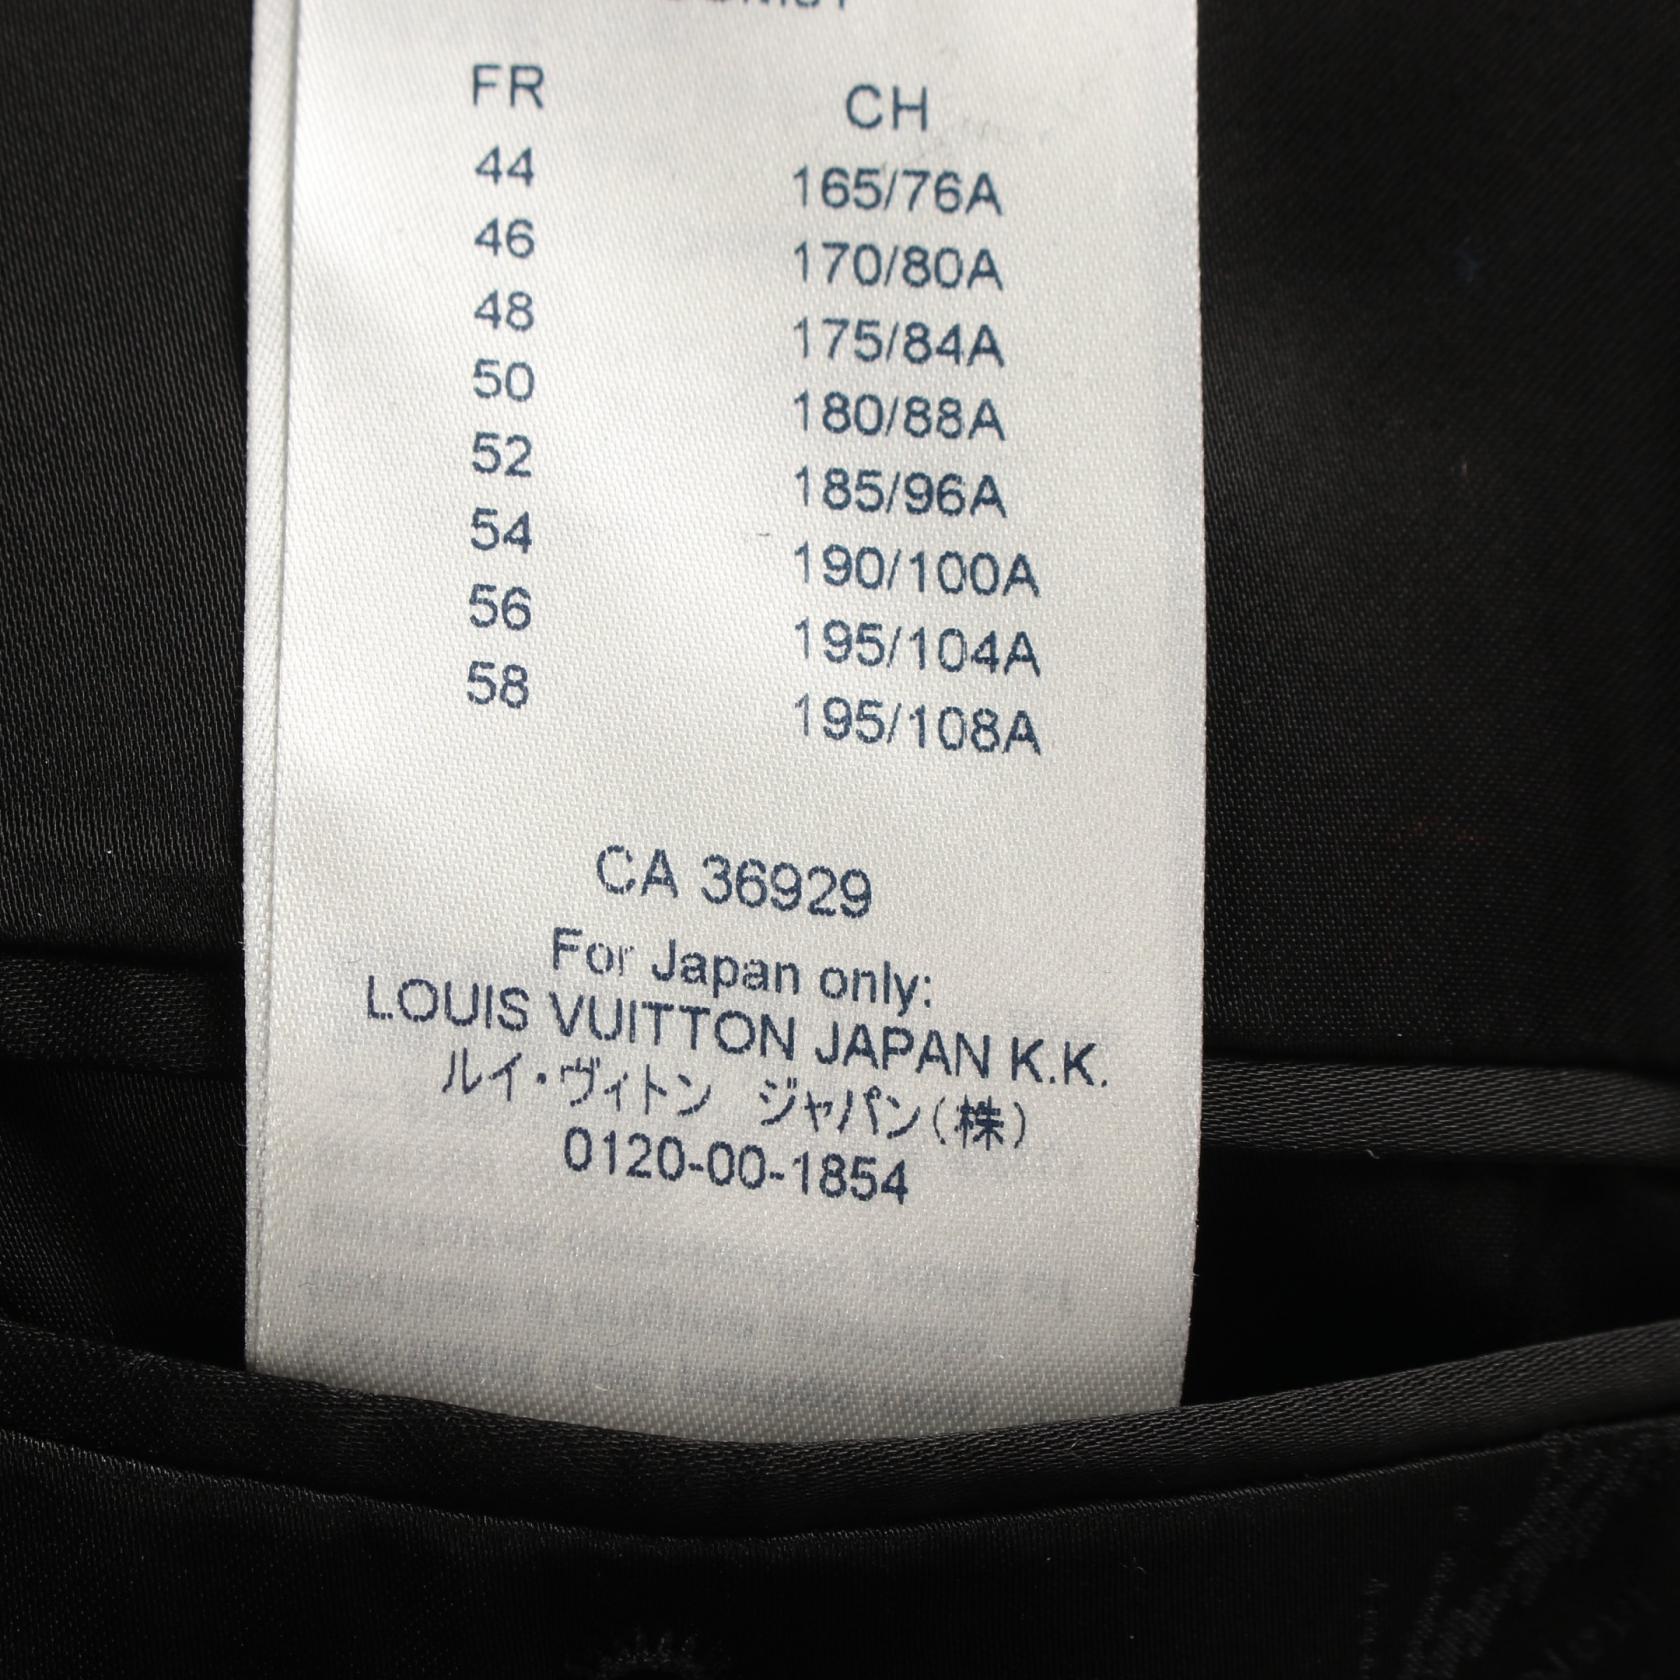 FR CH
44 165/76A
46 170/80A
48 175/84A
50 180/88A
52 185/96A
54 190/100A
56 195/104A
58 195/108A
CA 36929
For Japan only:
LOUIS VUITTON JAPAN K.K.
ルイ・ヴィトン ジャパン(株)
0120-00-1854